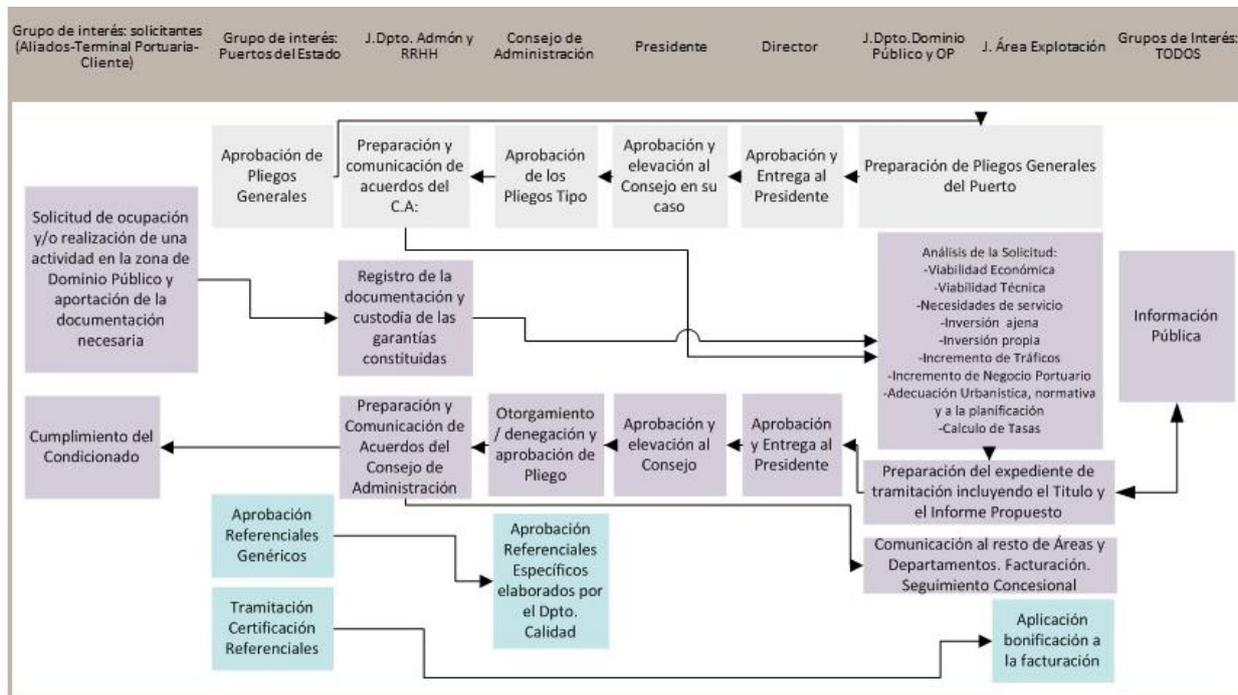 Grupo de interés: solicitantes
(Aliados-Terminal Portuaria-
Cliente)
Grupo de interés:
Puertos del Estado
J.Dpto. Admón y
RRHH
Consejo de
Administración
Presidente
Director
J.Dpto.Dominio
Público y OP
J. Área Explotación
Grupos de Interés:
TODOS
Aprobación de
Pliegos
Generales
Preparación y
comunicación de
acuerdos del
C.A:
Aprobación
de los
Pliegos Tipo
Aprobación y
elevación al
Consejo en su
caso
Aprobación y
Entrega al
Presidente
Preparación de Pliegos Generales
del Puerto
Solicitud de ocupación
y/o realización de una
actividad en la zona de
Dominio Público y
aportación de la
documentación
necesaria
Registro de la
documentación y
custodia de las
garantías
constituidas
Análisis de la Solicitud:
-Viabilidad Económica
-Viabilidad Técnica
-Necesidades de servicio
-Inversión ajena
-Inversión propia
-Incremento de Tráficos
-Incremento de Negocio Portuario
-Adecuación Urbanistica, normativa
y a la planificación
-Calculo de Tasas
Información
Pública
Cumplimiento del
Condicionado
Preparación y
Comunicación de
Acuerdos del
Consejo de
Administración
Otorgamiento
/ denegación y
aprobación de
Pliego
Aprobación y
elevación al
Consejo
Aprobación
y Entrega al
Presidente
Preparación del expediente de
tramitación incluyendo el Titulo y
el Informe Propuesto
Aprobación
Referenciales
Genéricos
Aprobación
Referenciales
Específicos
elaborados por
el Dpto.
Calidad
Comunicación al resto de Áreas y
Departamentos. Facturación.
Seguimiento Concesional
Tramitación
Certificación
Referenciales
Aplicación
bonificación a
la facturación